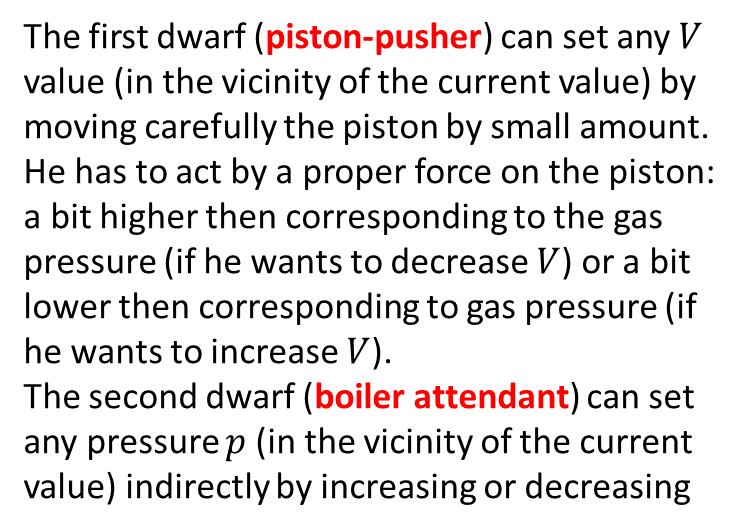 The first dwarf (piston-pusher) can set any V
value (in the vicinity of the current value) by
moving carefully the piston by small amount.
He has to act by a proper force on the piston:
a bit higher then corresponding to the gas
pressure (if he wants to decrease V) or a bit
lower then corresponding to gas pressure (if
he wants to increase V).
The second dwarf (boiler attendant) can set
any pressure p (in the vicinity of the current
value) indirectly by increasing or decreasing